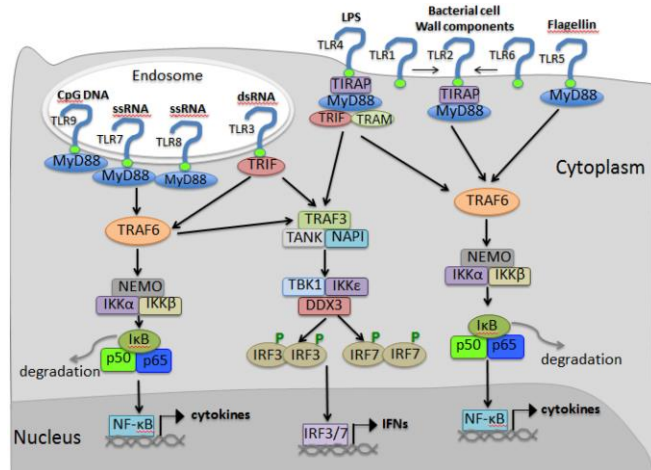 LPS
Bacterial cell
Wall components
Flagellin
TLR4
TLR1
TLR2
TLR6
TLR5
Endosome
CpG DNA
ssRNA
ssRNA
dsRNA
TLR9
TLR7
TLR8
TLR3
MyD88
MyD88
MyD88
TRIF
TIRAP
MyD88
TRIF
TRAM
TIRAP
MyD88
MyD88
Cytoplasm
TRAF6
TRAF3
TANK
NAPI
TRAF6
NEMO
IKKα
IKKβ
TBK1
IKKε
DDX3
NEMO
IKKα
IKKβ
IκB
p50
p65
degradation
P
P
IRF3
IRF3
P
P
IRF7
IRF7
IκB
p50
p65
degradation
Nucleus
NF-κB
cytokines
IRF3/7
IFNs
NF-κB
cytokines